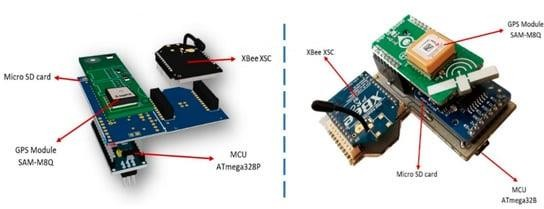 XBee XSC
Micro SD card
GPS Module
SAM-M8Q
MCU
ATmega328P
GPS Module
SAM-M8Q
XBee XSC
Micro SD card
MCU
ATmega32B